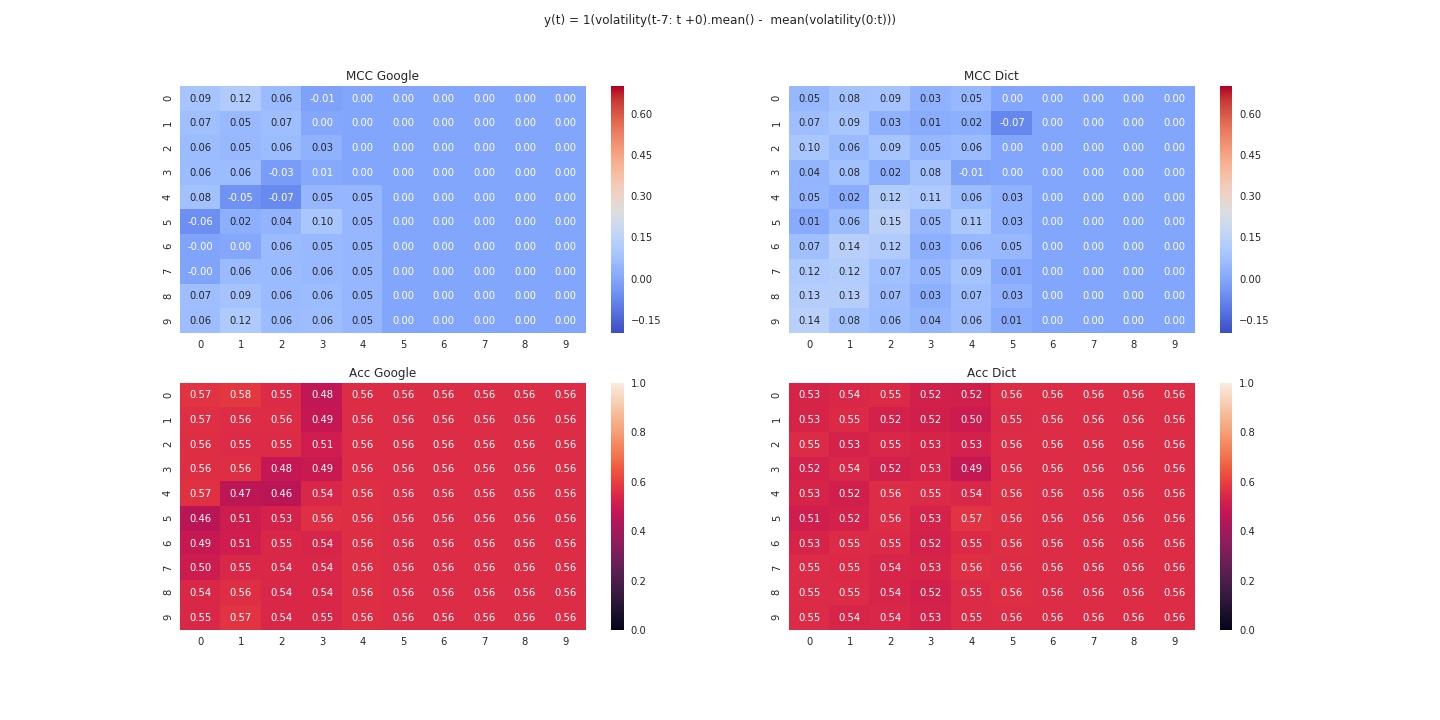 y(t) = 1(volatility(t-7: t +0).mean() -  mean(volatility(0:t)))
MCC Google
0 0.09 0.12 0.06 -0.01 0.00 0.00 0.00 0.00 0.00 0.00
1 0.07 0.05 0.07 0.00 0.00 0.00 0.00 0.00 0.00 0.00
2 0.06 0.05 0.06 0.03 0.00 0.00 0.00 0.00 0.00 0.00
3 0.06 0.06 -0.03 0.01 0.00 0.00 0.00 0.00 0.00 0.00
4 0.08 -0.05 -0.07 0.05 0.05 0.00 0.00 0.00 0.00 0.00
5 -0.06 0.02 0.04 0.10 0.05 0.00 0.00 0.00 0.00 0.00
6 -0.00 0.00 0.06 0.05 0.05 0.00 0.00 0.00 0.00 0.00
7 -0.00 0.06 0.06 0.06 0.05 0.00 0.00 0.00 0.00 0.00
8 0.07 0.09 0.06 0.06 0.05 0.00 0.00 0.00 0.00 0.00
9 0.06 0.12 0.06 0.06 0.05 0.00 0.00 0.00 0.00 0.00
0 1 2 3 4 5 6 7 8 9
0.60
0.45
0.30
0.15
0.00
−0.15
MCC Dict
0 0.05 0.08 0.09 0.03 0.05 0.00 0.00 0.00 0.00 0.00
1 0.07 0.09 0.03 0.01 0.02 -0.07 0.00 0.00 0.00 0.00
2 0.10 0.06 0.09 0.05 0.06 0.00 0.00 0.00 0.00 0.00
3 0.04 0.08 0.02 0.08 -0.01 0.00 0.00 0.00 0.00 0.00
4 0.05 0.02 0.12 0.11 0.06 0.03 0.00 0.00 0.00 0.00
5 0.01 0.06 0.15 0.05 0.11 0.03 0.00 0.00 0.00 0.00
6 0.07 0.14 0.12 0.03 0.06 0.05 0.00 0.00 0.00 0.00
7 0.12 0.12 0.07 0.05 0.09 0.01 0.00 0.00 0.00 0.00
8 0.13 0.13 0.07 0.03 0.07 0.03 0.00 0.00 0.00 0.00
9 0.14 0.08 0.06 0.04 0.06 0.01 0.00 0.00 0.00 0.00
0 1 2 3 4 5 6 7 8 9
0.60
0.45
0.30
0.15
0.00
−0.15
Acc Google
0 0.57 0.58 0.55 0.48 0.56 0.56 0.56 0.56 0.56 0.56
1 0.57 0.56 0.56 0.49 0.56 0.56 0.56 0.56 0.56 0.56
2 0.56 0.55 0.55 0.51 0.56 0.56 0.56 0.56 0.56 0.56
3 0.56 0.56 0.48 0.49 0.56 0.56 0.56 0.56 0.56 0.56
4 0.57 0.47 0.46 0.54 0.56 0.56 0.56 0.56 0.56 0.56
5 0.46 0.51 0.53 0.56 0.56 0.56 0.56 0.56 0.56 0.56
6 0.49 0.51 0.55 0.54 0.56 0.56 0.56 0.56 0.56 0.56
7 0.50 0.55 0.54 0.54 0.56 0.56 0.56 0.56 0.56 0.56
8 0.54 0.56 0.54 0.54 0.56 0.56 0.56 0.56 0.56 0.56
9 0.55 0.57 0.54 0.55 0.56 0.56 0.56 0.56 0.56 0.56
0 1 2 3 4 5 6 7 8 9
1.0
0.8
0.6
0.4
0.2
0.0
Acc Dict
0 0.53 0.54 0.55 0.52 0.52 0.56 0.56 0.56 0.56 0.56
1 0.53 0.55 0.52 0.52 0.50 0.55 0.56 0.56 0.56 0.56
2 0.55 0.53 0.55 0.53 0.53 0.56 0.56 0.56 0.56 0.56
3 0.52 0.54 0.52 0.53 0.49 0.56 0.56 0.56 0.56 0.56
4 0.53 0.52 0.56 0.55 0.54 0.56 0.56 0.56 0.56 0.56
5 0.51 0.52 0.56 0.53 0.57 0.56 0.56 0.56 0.56 0.56
6 0.53 0.55 0.55 0.52 0.55 0.56 0.56 0.56 0.56 0.56
7 0.55 0.55 0.54 0.53 0.56 0.55 0.56 0.56 0.56 0.56
8 0.55 0.55 0.54 0.52 0.55 0.56 0.56 0.56 0.56 0.56
9 0.55 0.54 0.54 0.53 0.55 0.56 0.56 0.56 0.56 0.56
0 1 2 3 4 5 6 7 8 9
1.0
0.8
0.6
0.4
0.2
0.0